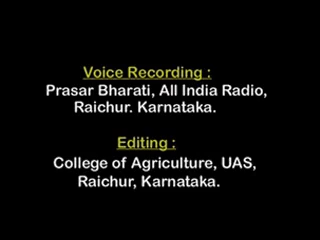 Voice Recording :
Prasar Bharati, All India Radio,
Raichur. Karnataka.
Editing :
College of Agriculture, UAS,
Raichur, Karnataka.